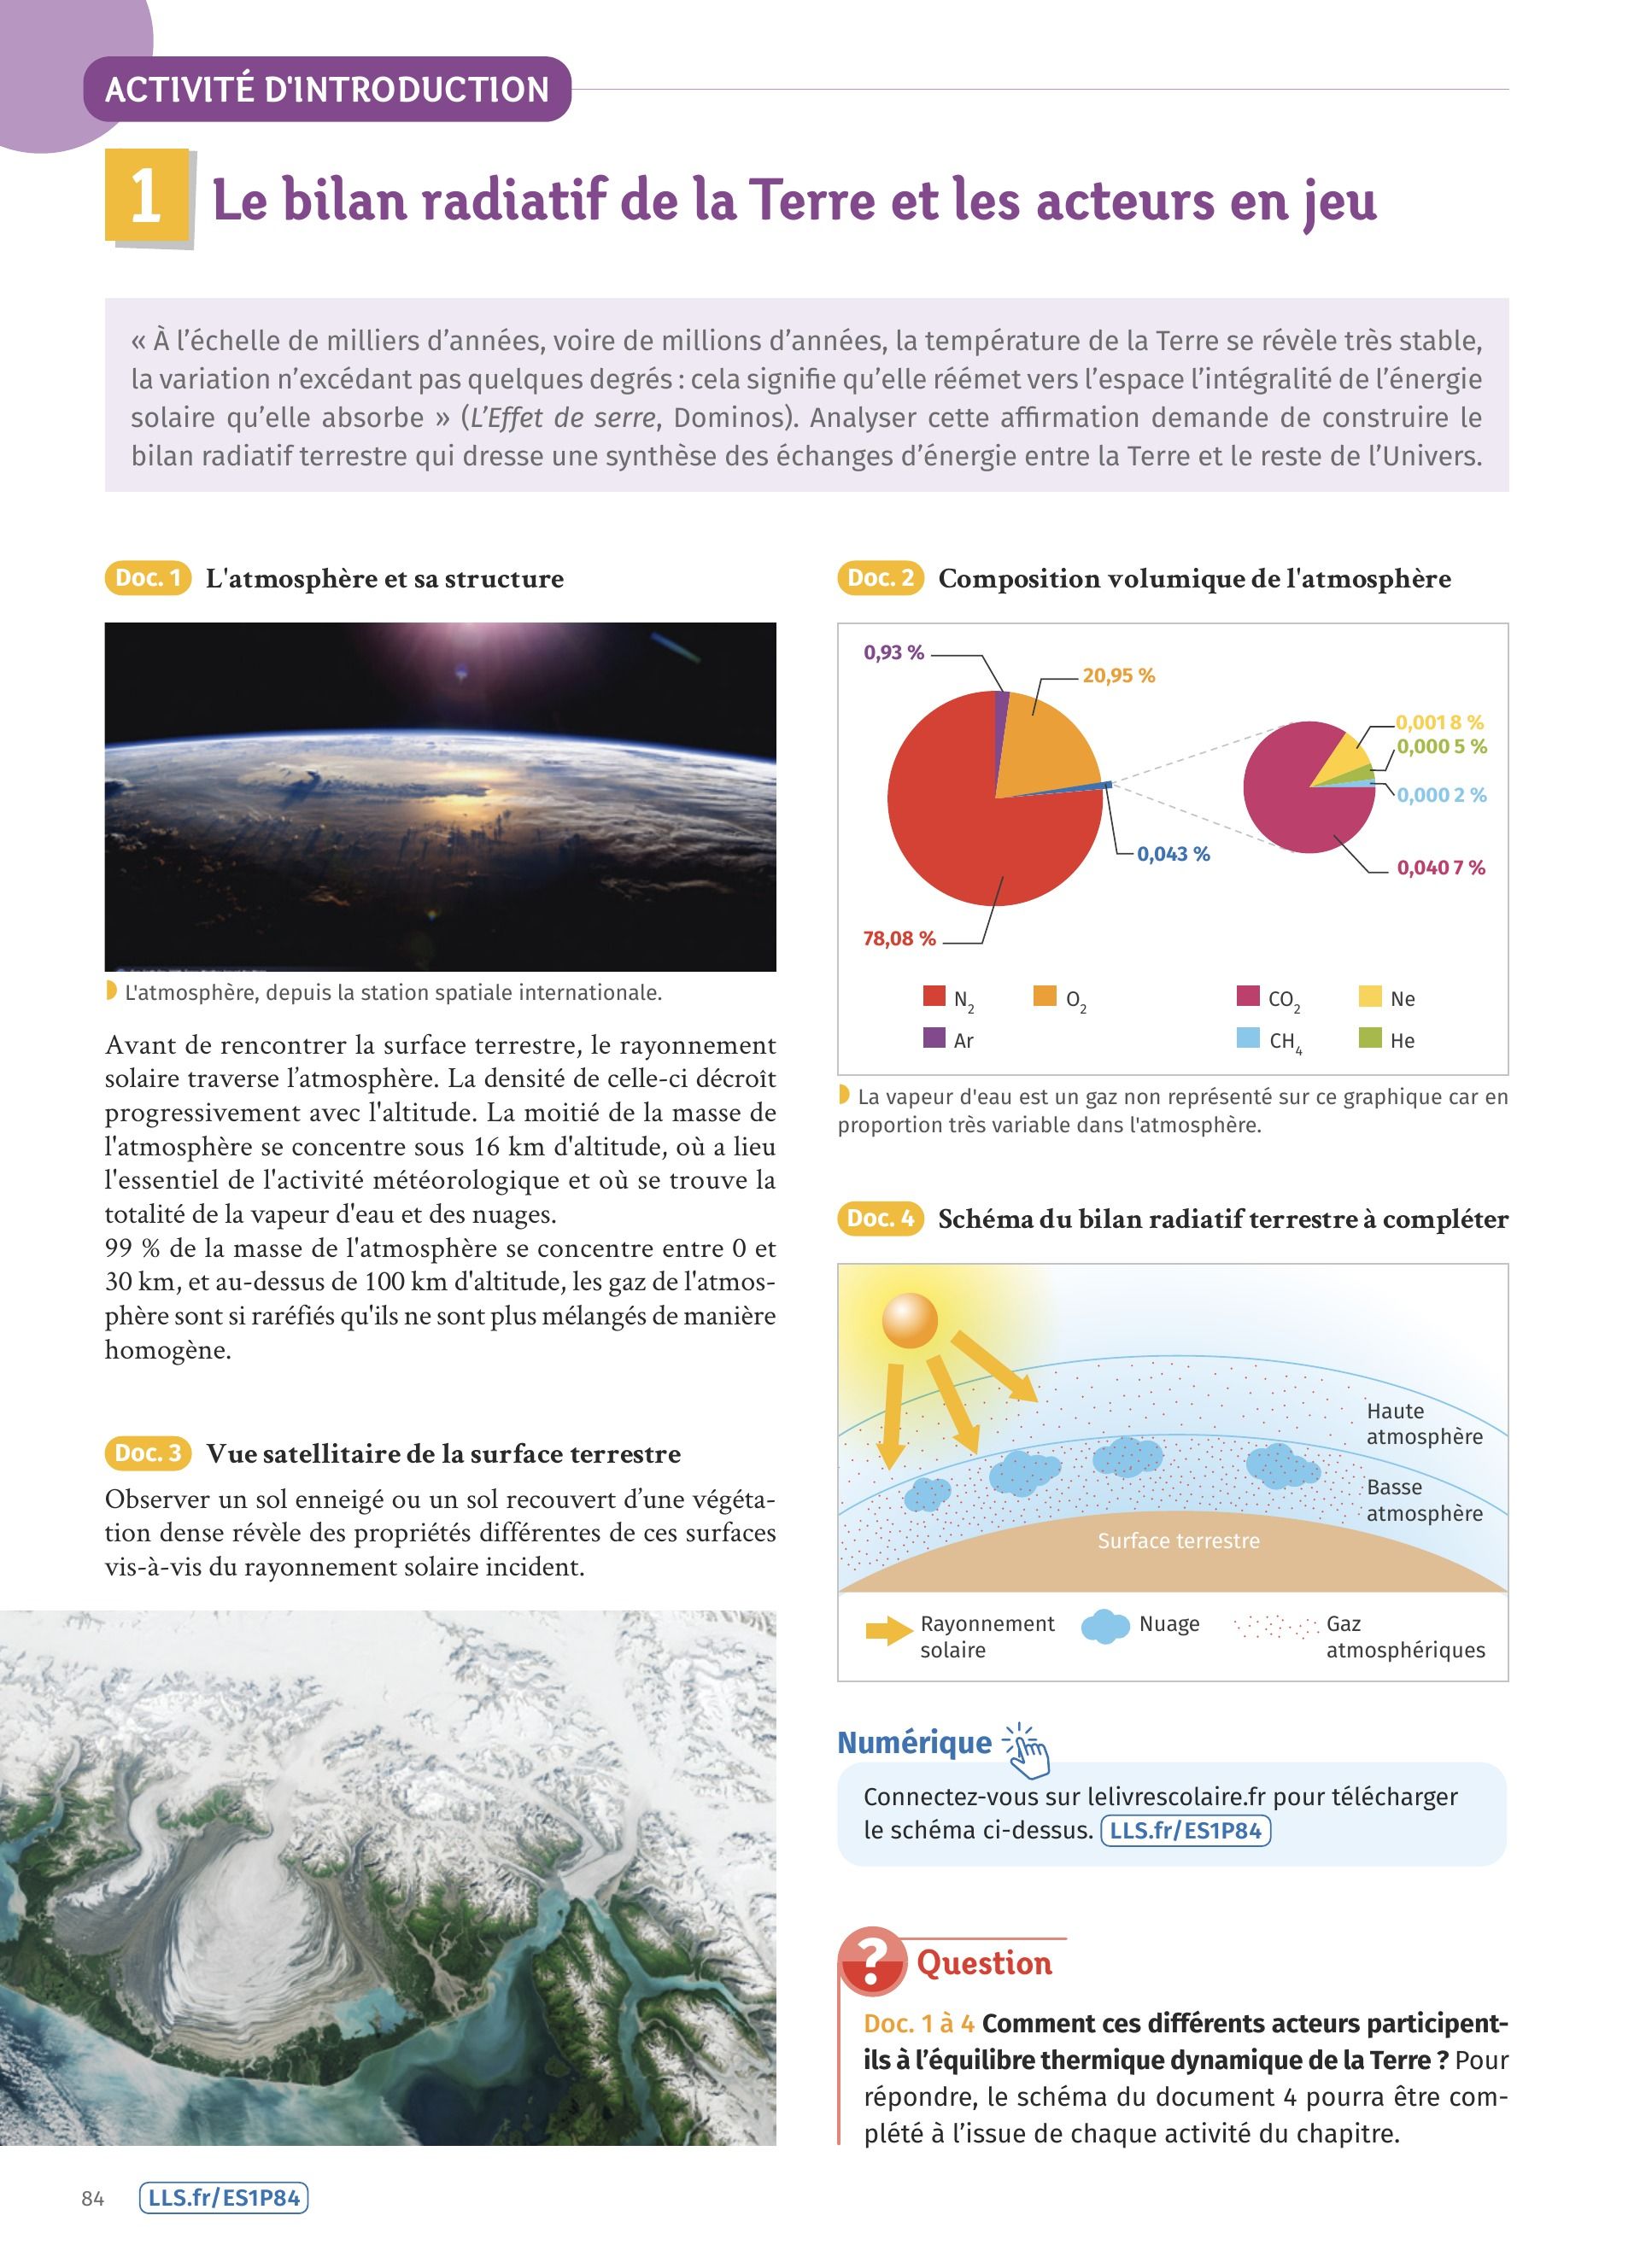 ACTIVITÉ D'INTRODUCTION
1 Le bilan radiatif de la Terre et les acteurs en jeu
« À l’échelle de milliers d’années, voire de millions d’années, la température de la Terre se révèle très stable,
la variation n’excédant pas quelques degrés : cela signifie qu’elle réémet vers l’espace l’intégralité de l’énergie
solaire qu’elle absorbe » (L’Effet de serre, Dominos). Analyser cette affirmation demande de construire le
bilan radiatif terrestre qui dresse une synthèse des échanges d’énergie entre la Terre et le reste de l’Univers.
Doc. 1 L'atmosphère et sa structure
L'atmosphère, depuis la station spatiale internationale.
Avant de rencontrer la surface terrestre, le rayonnement
solaire traverse l’atmosphère. La densité de celle-ci décroît
progressivement avec l'altitude. La moitié de la masse de
l'atmosphère se concentre sous 16 km d'altitude, où a lieu
l'essentiel de l'activité météorologique et où se trouve la
totalité de la vapeur d'eau et des nuages.
99 % de la masse de l'atmosphère se concentre entre 0 et
30 km, et au-dessus de 100 km d'altitude, les gaz de l'atmos-
phère sont si raréfiés qu'ils ne sont plus mélangés de manière
homogène.
Doc. 3 Vue satellitaire de la surface terrestre
Observer un sol enneigé ou un sol recouvert d’une végéta-
tion dense révèle des propriétés différentes de ces surfaces
vis-à-vis du rayonnement solaire incident.
Doc. 2 Composition volumique de l'atmosphère
0,93 %
20,95 %
0,001 8 %
0,000 5 %
0,000 2 %
0,043 %
0,040 7 %
78,08 %
N2 O2 CO2 Ne
Ar CH4 He
La vapeur d'eau est un gaz non représenté sur ce graphique car en
proportion très variable dans l'atmosphère.
Doc. 4 Schéma du bilan radiatif terrestre à compléter
Haute
atmosphère
Basse
atmosphère
Surface terrestre
Rayonnement
solaire
Nuage
Gaz
atmosphériques
Numérique
Connectez-vous sur lelivrescolaire.fr pour télécharger
le schéma ci-dessus. LLS.fr/ES1P84
? Question
Doc. 1 à 4 Comment ces différents acteurs participent-
ils à l’équilibre thermique dynamique de la Terre ? Pour
répondre, le schéma du document 4 pourra être com-
plété à l’issue de chaque activité du chapitre.
84 LLS.fr/ES1P84